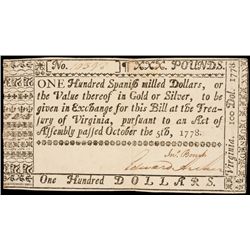 No. XXX POUNDS.
ONE Hundred Spanish milled Dollars, or
the Value thereof in Gold or Silver, to be
given in Exchange for this Bill at the Trea-
sury of Virginia, pursuant to an Act of
Assembly passed October the 5th, 1778.
Edward Archer
One Hundred DOLLARS.
Virginia. 100 Dol. 1778.